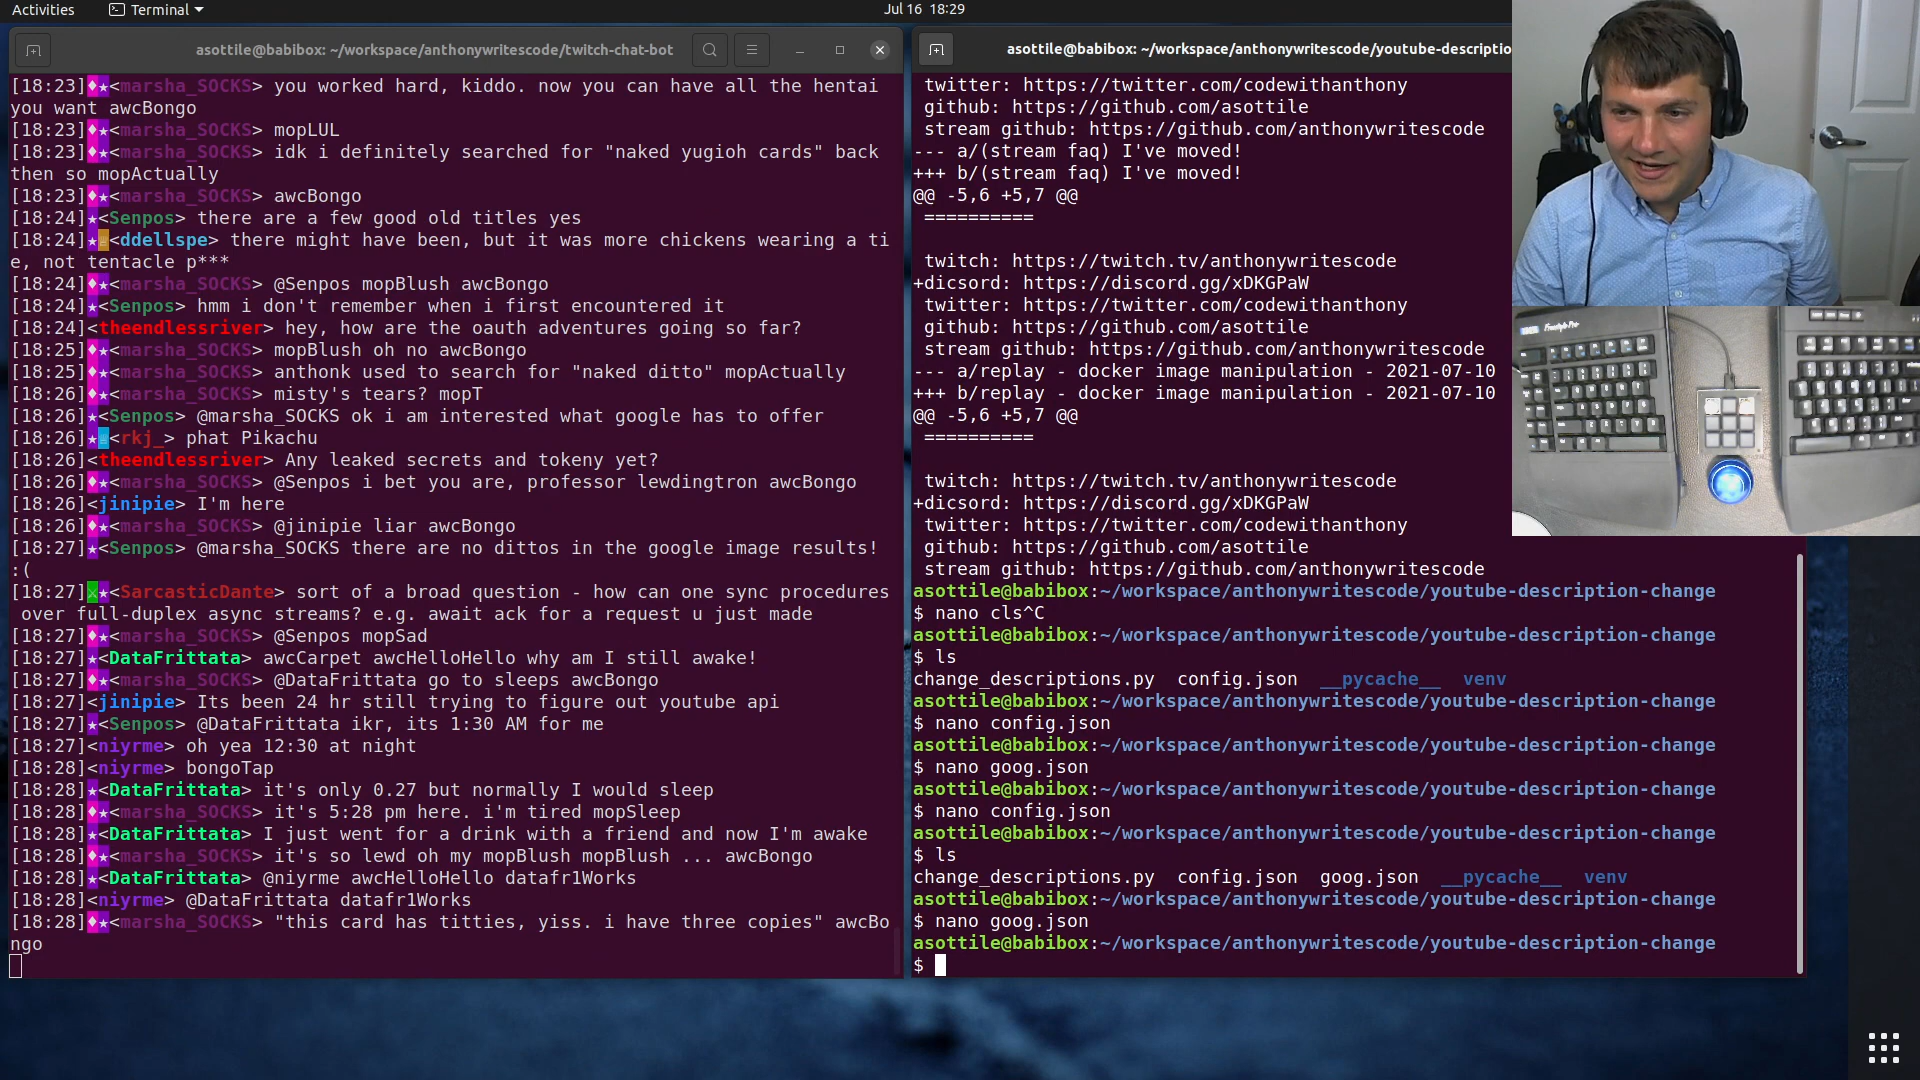 Activities
Terminal
Jul 16 18:29
asottile@babibox: ~/workspace/anthonywritescode/twitch-chat-bot
[18:23]<marsha_SOCKS> you worked hard, kiddo. now you can have all the hentai
you want awcBongo
[18:23]<marsha_SOCKS> mopLUL
[18:23]<marsha_SOCKS> idk i definitely searched for "naked yugioh cards" back
then so mopActually
[18:23]<marsha_SOCKS> awcBongo
[18:24]<Senpos> there are a few good old titles yes
[18:24]<ddellspe> there might have been, but it was more chickens wearing a ti
e, not tentacle p***
[18:24]<marsha_SOCKS> @Senpos mopBlush awcBongo
[18:24]<Senpos> hmm i don't remember when i first encountered it
[18:24]<theendlessriver> hey, how are the oauth adventures going so far?
[18:25]<marsha_SOCKS> mopBlush oh no awcBongo
[18:25]<marsha_SOCKS> anthonk used to search for "naked ditto" mopActually
[18:26]<marsha_SOCKS> misty's tears? mopT
[18:26]<Senpos> @marsha_SOCKS ok i am interested what google has to offer
[18:26]<rkj_> phat Pikachu
[18:26]<theendlessriver> Any leaked secrets and tokeny yet?
[18:26]<marsha_SOCKS> @Senpos i bet you are, professor lewdingtron awcBongo
[18:26]<jinipie> I'm here
[18:26]<marsha_SOCKS> @jinipie liar awcBongo
[18:27]<Senpos> @marsha_SOCKS there are no dittos in the google image results!
:(
[18:27]<SarcasticDante> sort of a broad question - how can one sync procedures
over full-duplex async streams? e.g. await ack for a request u just made
[18:27]<marsha_SOCKS> @Senpos mopSad
[18:27]<DataFrittata> awcCarpet awcHelloHello why am I still awake!
[18:27]<marsha_SOCKS> @DataFrittata go to sleeps awcBongo
[18:27]<jinipie> Its been 24 hr still trying to figure out youtube api
[18:27]<Senpos> @DataFrittata ikr, its 1:30 AM for me
[18:27]<niyrme> oh yea 12:30 at night
[18:28]<niyrme> bongoTap
[18:28]<DataFrittata> it's only 0.27 but normally I would sleep
[18:28]<marsha_SOCKS> it's 5:28 pm here. i'm tired mopSleep
[18:28]<DataFrittata> I just went for a drink with a friend and now I'm awake
[18:28]<marsha_SOCKS> it's so lewd oh my mopBlush mopBlush ... awcBongo
[18:28]<DataFrittata> @niyrme awcHelloHello datafr1Works
[18:28]<niyrme> @DataFrittata datafr1Works
[18:28]<marsha_SOCKS> "this card has titties, yiss. i have three copies" awcBo
ngo
asottile@babibox: ~/workspace/anthonywritescode/youtube-descriptio
twitter: https://twitter.com/codewithanthony
github: https://github.com/asottile
stream github: https://github.com/anthonywritescode
--- a/(stream faq) I've moved!
+++ b/(stream faq) I've moved!
@@ -5,6 +5,7 @@
==========
twitch: https://twitch.tv/anthonywritescode
+dicsord: https://discord.gg/xDKGPaW
twitter: https://twitter.com/codewithanthony
github: https://github.com/asottile
stream github: https://github.com/anthonywritescode
--- a/replay - docker image manipulation - 2021-07-10
+++ b/replay - docker image manipulation - 2021-07-10
@@ -5,6 +5,7 @@
==========
twitch: https://twitch.tv/anthonywritescode
+dicsord: https://discord.gg/xDKGPaW
twitter: https://twitter.com/codewithanthony
github: https://github.com/asottile
stream github: https://github.com/anthonywritescode
asottile@babibox:~/workspace/anthonywritescode/youtube-description-change
$ nano cls^C
asottile@babibox:~/workspace/anthonywritescode/youtube-description-change
$ ls
change_descriptions.py config.json __pycache__ venv
asottile@babibox:~/workspace/anthonywritescode/youtube-description-change
$ nano config.json
asottile@babibox:~/workspace/anthonywritescode/youtube-description-change
$ nano goog.json
asottile@babibox:~/workspace/anthonywritescode/youtube-description-change
$ nano config.json
asottile@babibox:~/workspace/anthonywritescode/youtube-description-change
$ ls
change_descriptions.py config.json goog.json __pycache__ venv
asottile@babibox:~/workspace/anthonywritescode/youtube-description-change
$ nano goog.json
asottile@babibox:~/workspace/anthonywritescode/youtube-description-change
$
Freestyle Pro